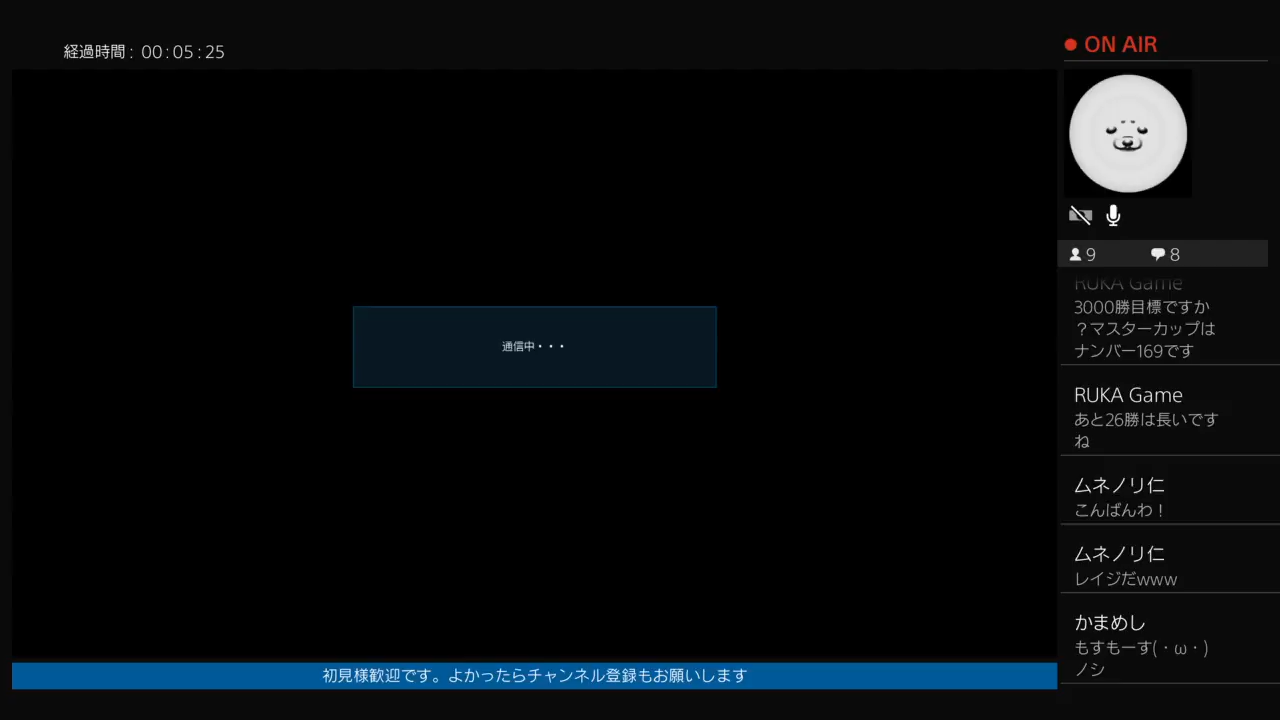 経過時間: 00:05:25
ON AIR
9 8
RUKA Game
3000勝目標ですか
？マスターカップは
ナンバー169です
RUKA Game
あと26勝は長いです
ね
ムネノリ仁
こんばんわ！
ムネノリ仁
レイジだwww
かまめし
もすもーす(・ω・)
ノシ
通信中・・・
初見様歓迎です。よかったらチャンネル登録もお願いします